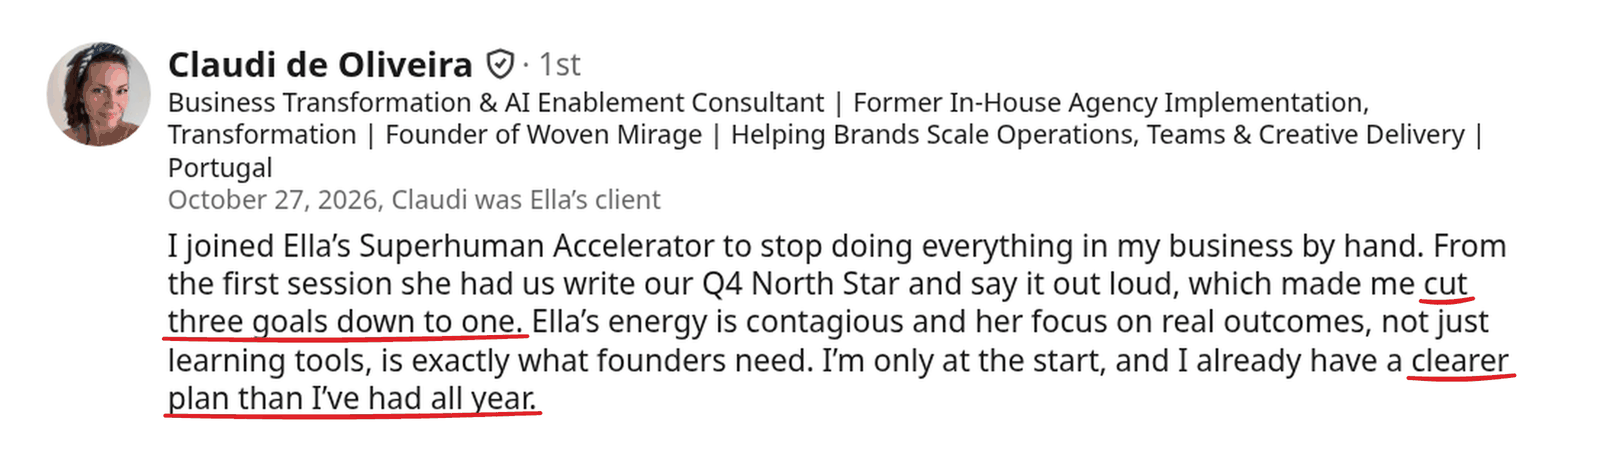 Claudi de Oliveira · 1st
Business Transformation & AI Enablement Consultant | Former In-House Agency Implementation,
Transformation | Founder of Woven Mirage | Helping Brands Scale Operations, Teams & Creative Delivery |
Portugal
October 27, 2026, Claudi was Ella’s client
I joined Ella’s Superhuman Accelerator to stop doing everything in my business by hand. From
the first session she had us write our Q4 North Star and say it out loud, which made me cut
three goals down to one. Ella’s energy is contagious and her focus on real outcomes, not just
learning tools, is exactly what founders need. I’m only at the start, and I already have a clearer
plan than I’ve had all year.